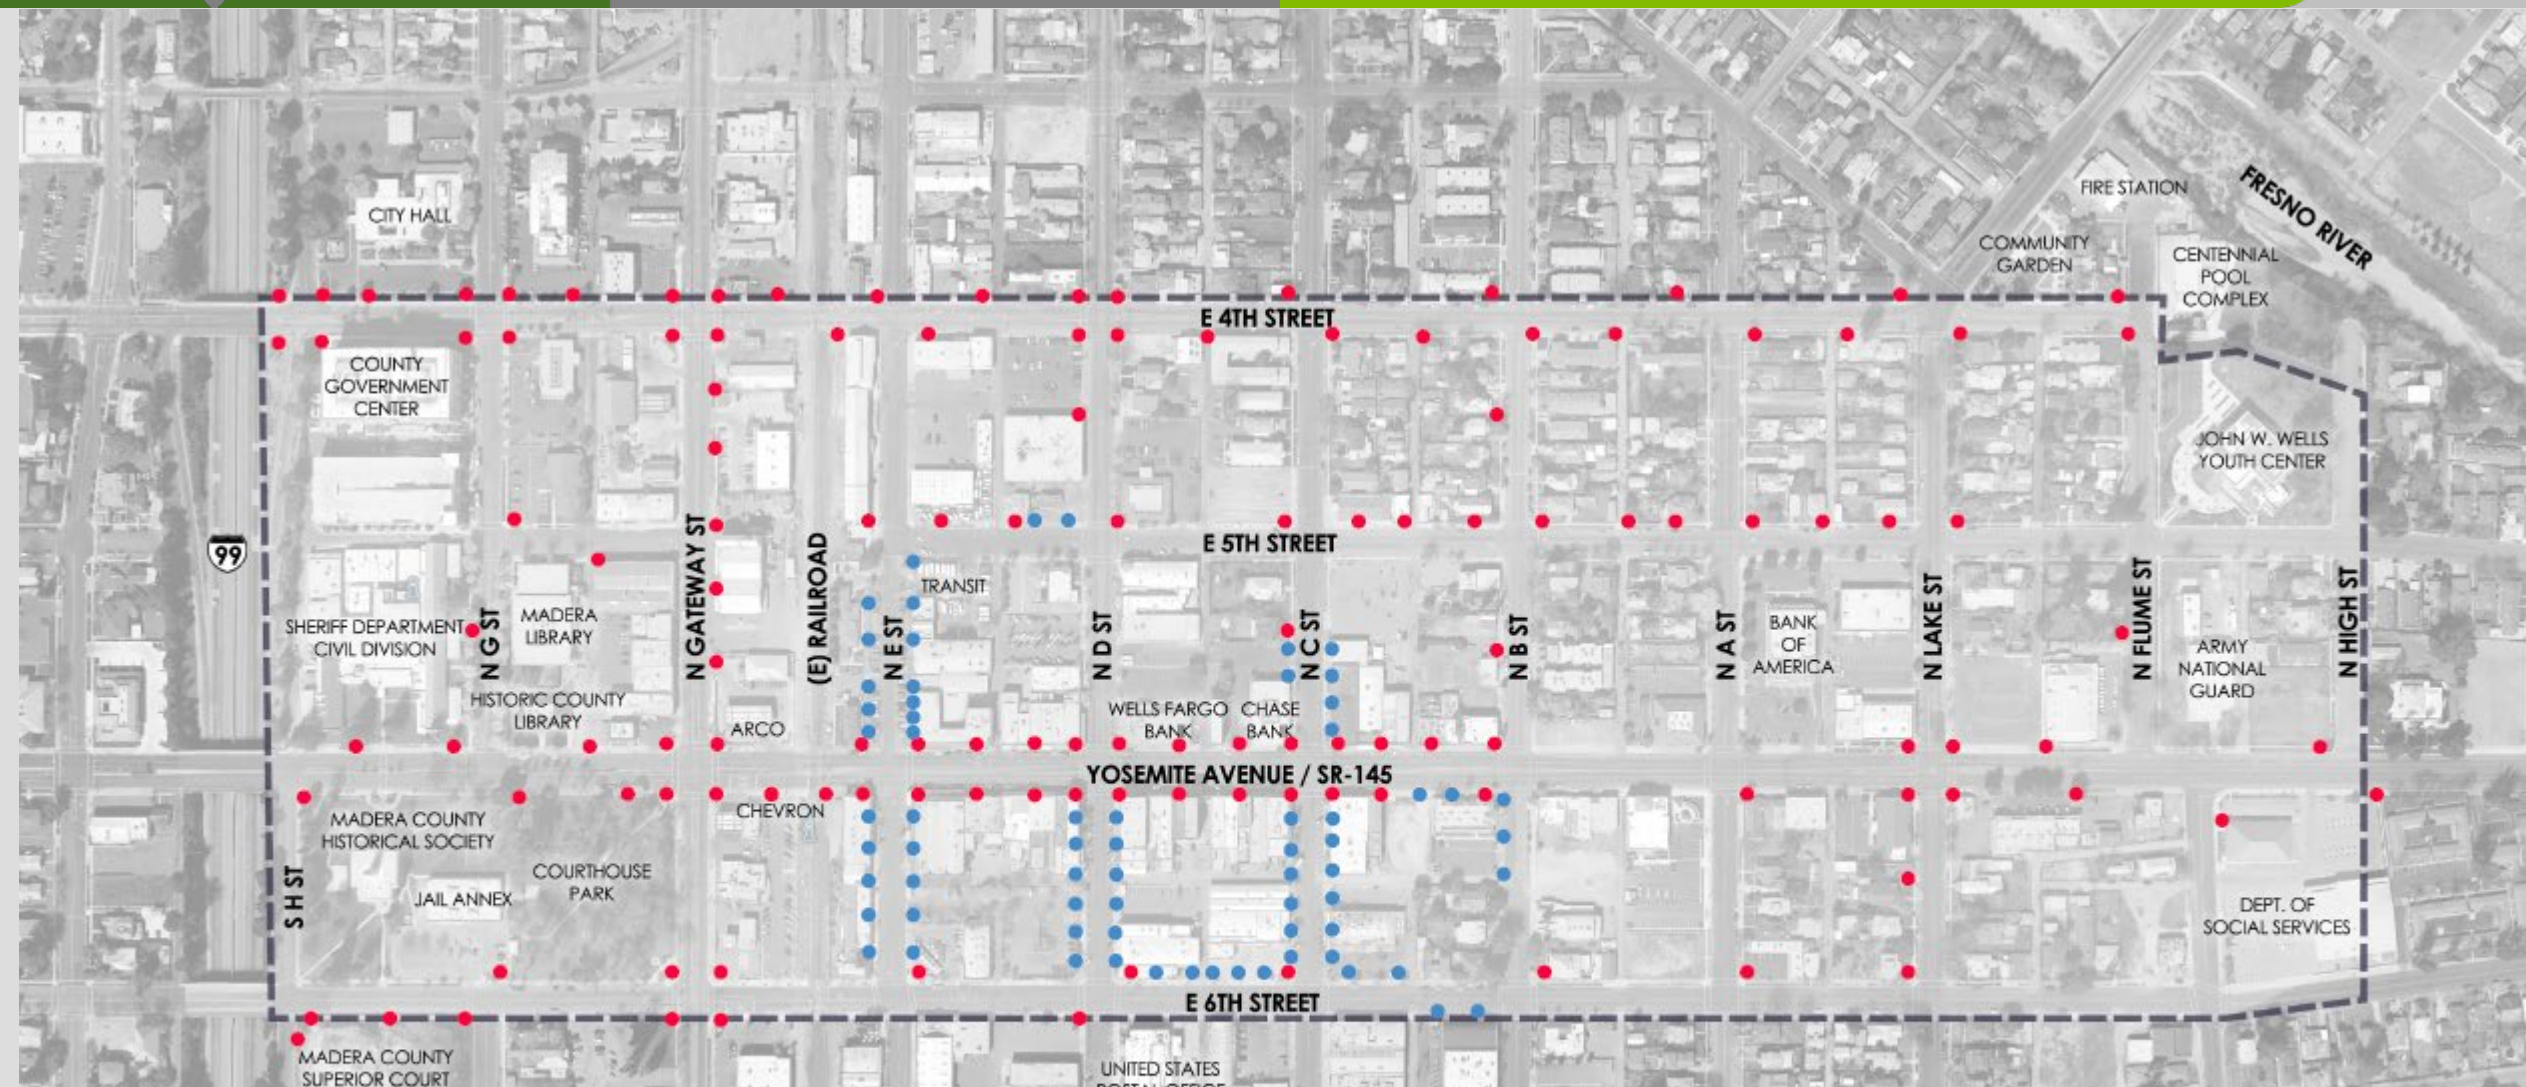 FIRE STATION
FRESNO RIVER
CITY HALL
COMMUNITY
GARDEN
CENTENNIAL
POOL
COMPLEX
E 4TH STREET
COUNTY
GOVERNMENT
CENTER
JOHN W. WELLS
YOUTH CENTER
99
E 5TH STREET
TRANSIT
SHERIFF DEPARTMENT
CIVIL DIVISION
N G ST
MADERA
LIBRARY
N GATEWAY ST
(E) RAILROAD
N E ST
N D ST
N C ST
N B ST
N A ST
BANK
OF
AMERICA
N LAKE ST
N FLUME ST
ARMY
NATIONAL
GUARD
N HIGH ST
HISTORIC COUNTY
LIBRARY
ARCO
WELLS FARGO
BANK
CHASE
BANK
YOSEMITE AVENUE / SR-145
CHEVRON
MADERA COUNTY
HISTORICAL SOCIETY
S H ST
JAIL ANNEX
COURTHOUSE
PARK
DEPT. OF
SOCIAL SERVICES
E 6TH STREET
MADERA COUNTY
SUPERIOR COURT
UNITED STATES
POSTAL OFFICE